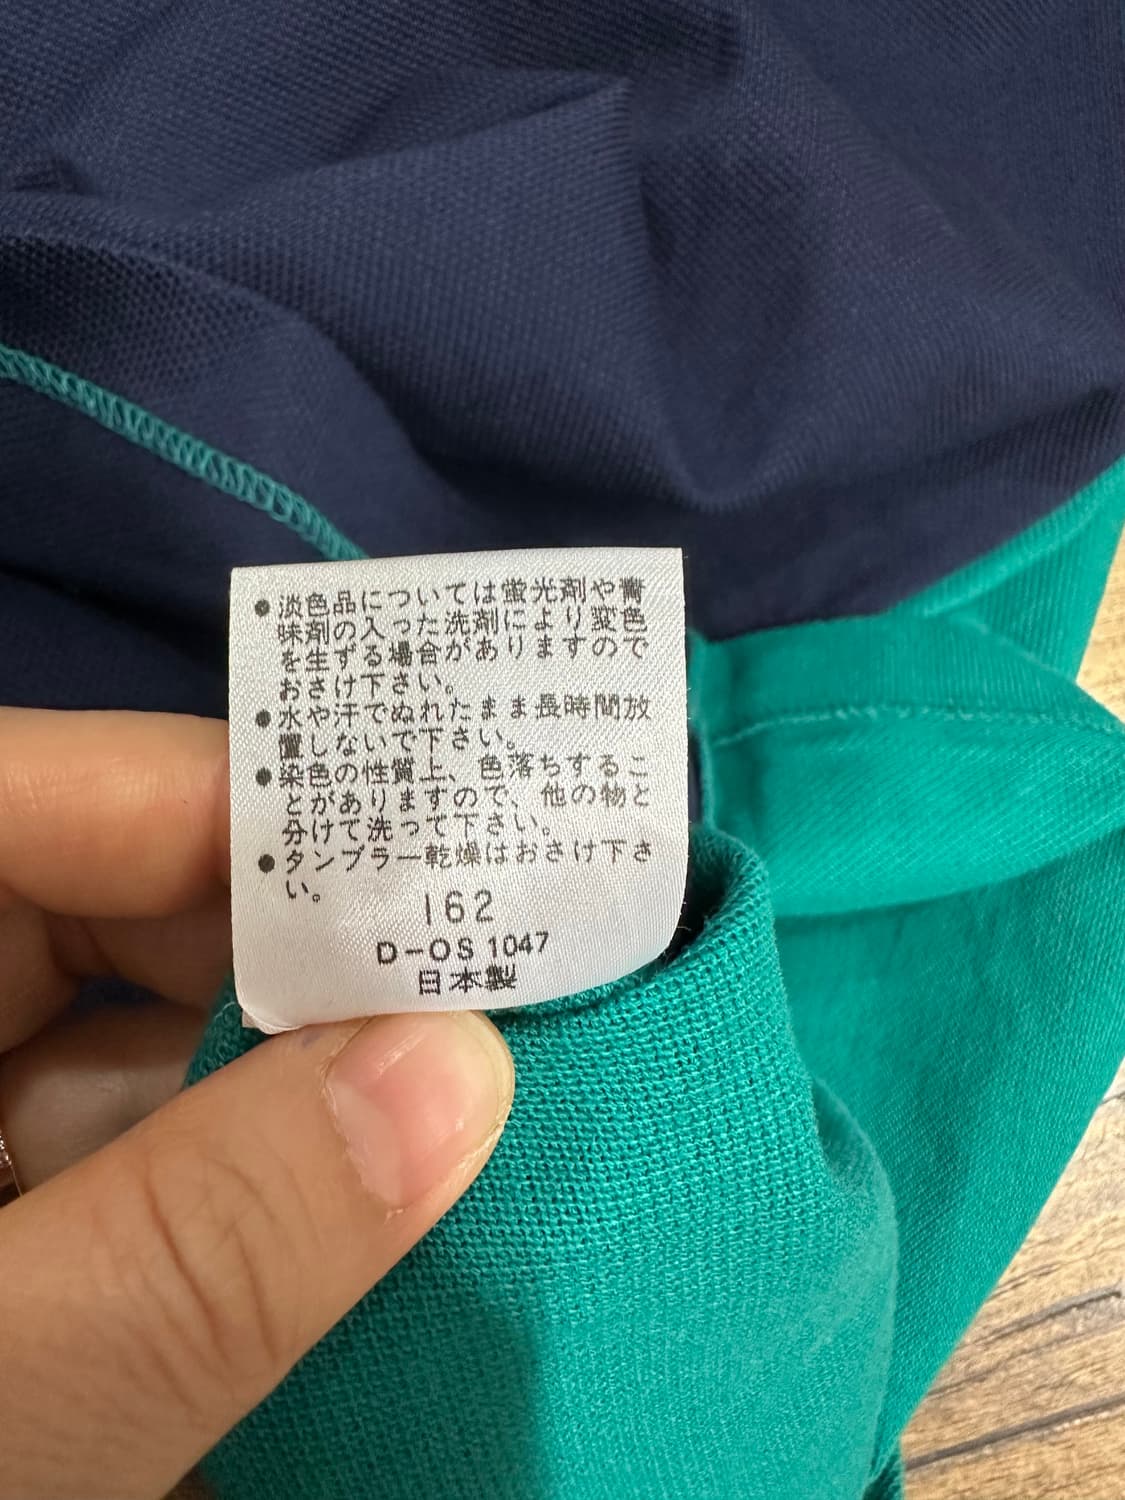 ●淡色品については蛍光剤や青
味剤の入った洗剤により変色
を生ずる場合がありますので
おさけ下さい。
●水や汗でぬれたまま長時間放
置しないで下さい。
●染色の性質上、色落ちするこ
とがありますので、他の物と
分けて洗って下さい。
●タンブラー乾燥はおさけ下さ
い。
162
D-OS 1047
日本製